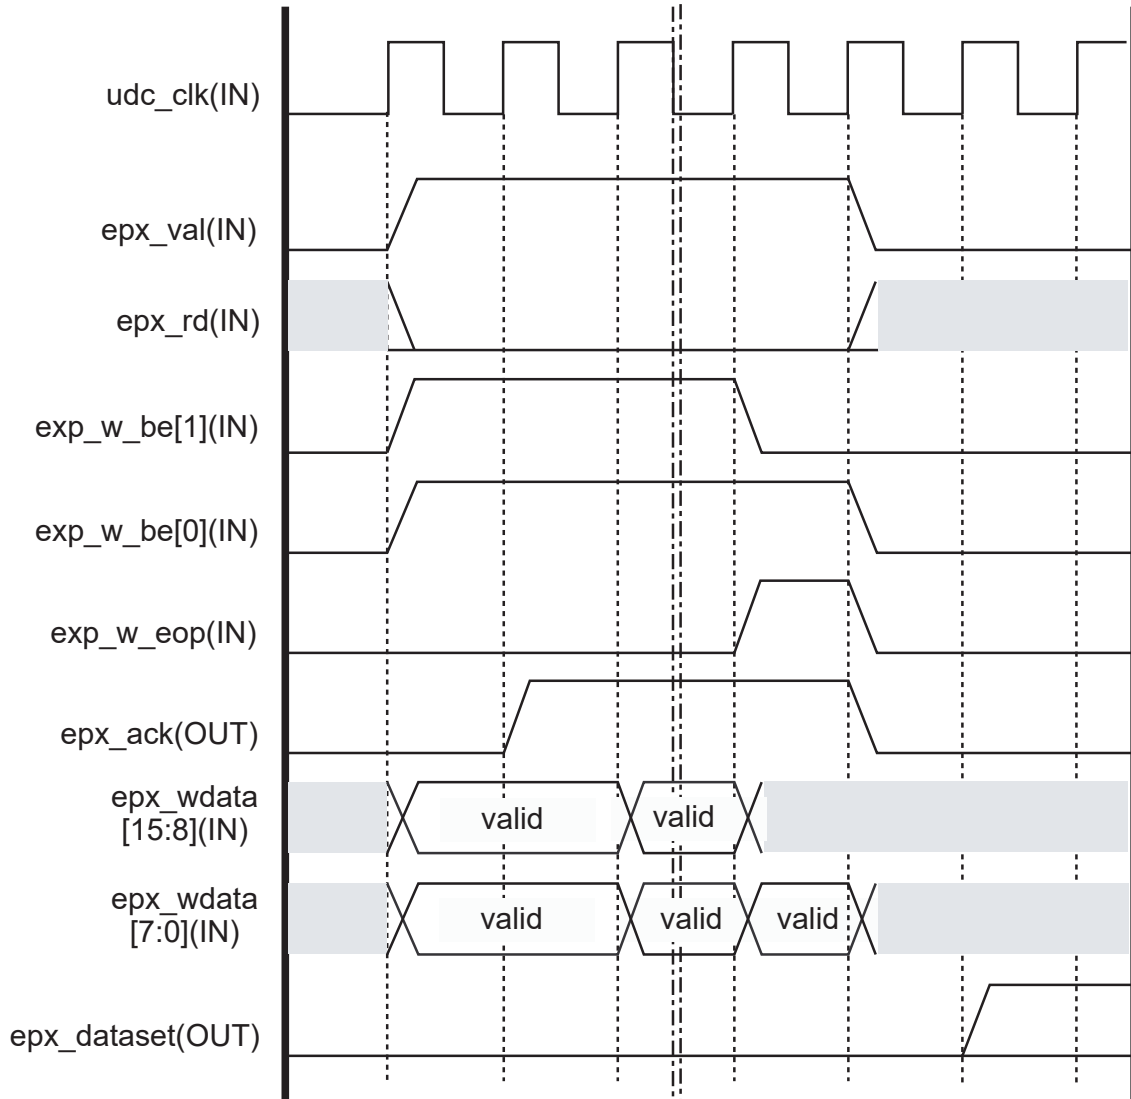 udc_clk(IN)
epx_val(IN)
epx_rd(IN)
exp_w_be[1](IN)
exp_w_be[0](IN)
exp_w_eop(IN)
epx_ack(OUT)
epx_wdata
[15:8](IN)
valid valid
epx_wdata
[7:0](IN)
valid valid valid
epx_dataset(OUT)